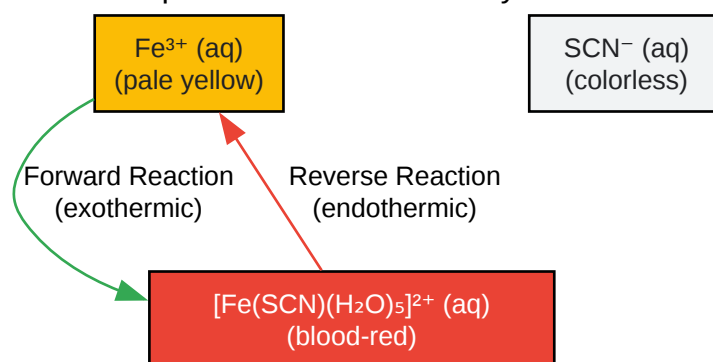 Fe³⁺ (aq)
(pale yellow)
SCN⁻ (aq)
(colorless)
Forward Reaction
(exothermic)
Reverse Reaction
(endothermic)
[Fe(SCN)(H₂O)₅]²⁺ (aq)
(blood-red)